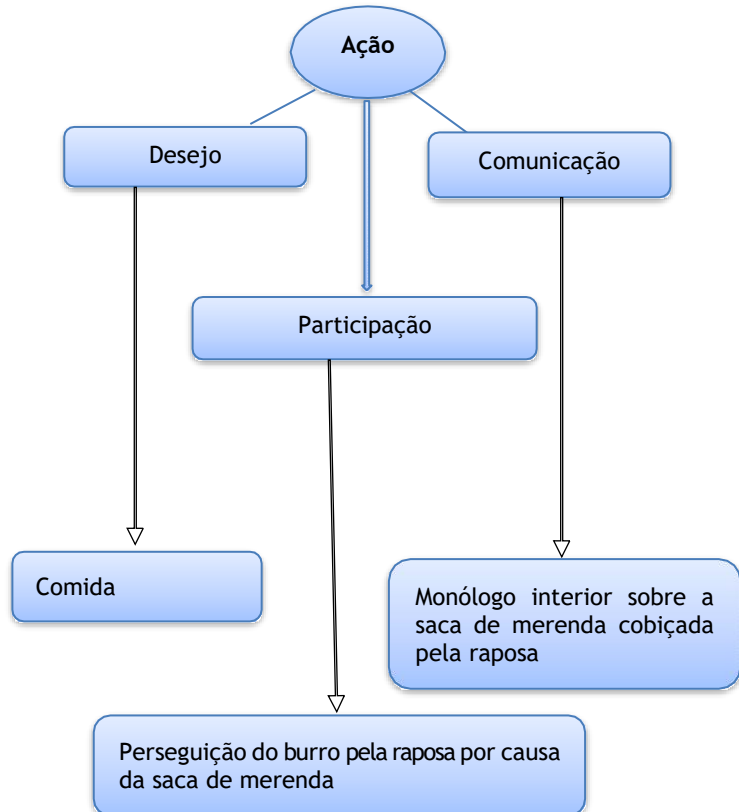 Ação
Desejo
Comunicação
Participação
Comida
Monólogo interior sobre a
saca de merenda cobiçada
pela raposa
Perseguição do burro pela raposa por causa
da saca de merenda